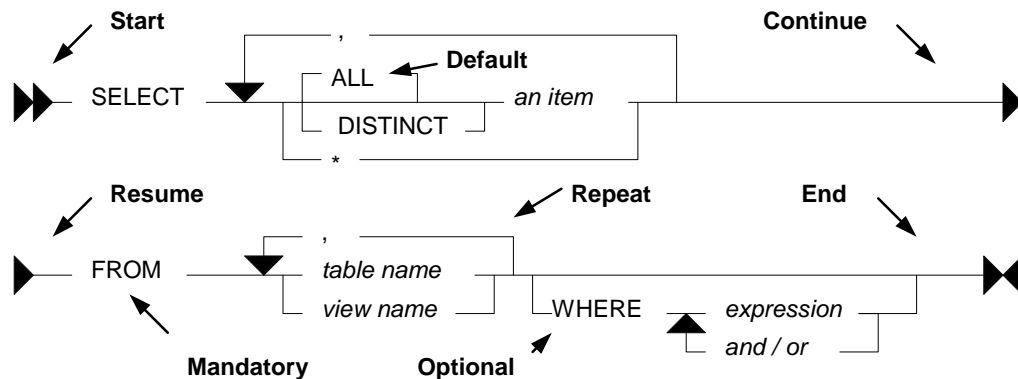 Start
Continue
,
ALL
Default
SELECT
an item
DISTINCT
*
Resume
Repeat
End
,
FROM
table name
view name
WHERE
expression
and / or
Mandatory
Optional